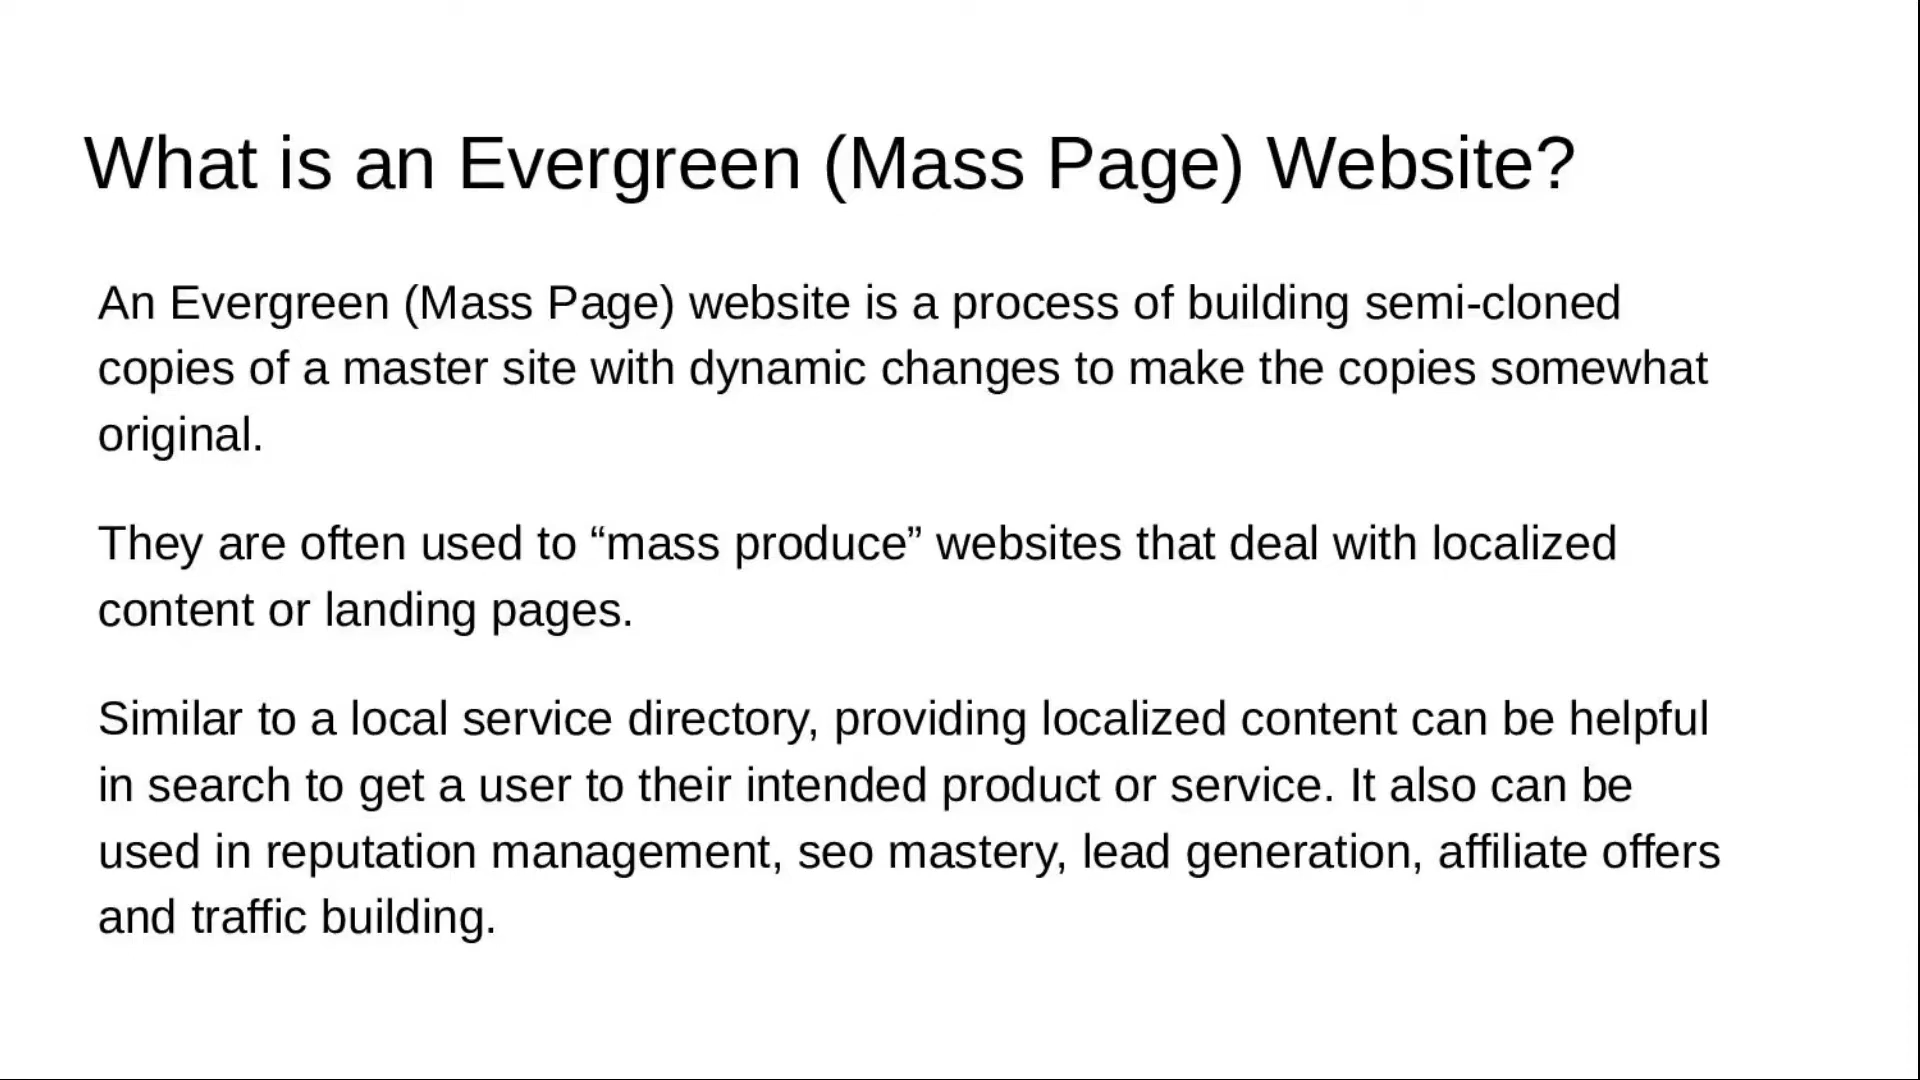 What is an Evergreen (Mass Page) Website?
An Evergreen (Mass Page) website is a process of building semi-cloned
copies of a master site with dynamic changes to make the copies somewhat
original.
They are often used to “mass produce” websites that deal with localized
content or landing pages.
Similar to a local service directory, providing localized content can be helpful
in search to get a user to their intended product or service. It also can be
used in reputation management, seo mastery, lead generation, affiliate offers
and traffic building.